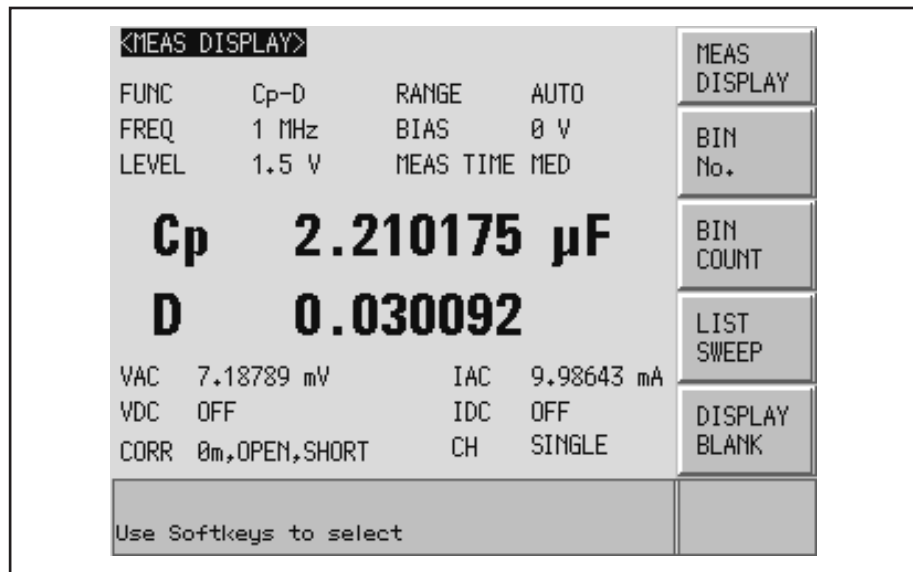 <MEAS DISPLAY>
FUNC Cp-D RANGE AUTO
FREQ 1 MHz BIAS 0 V
LEVEL 1.5 V MEAS TIME MED
Cp 2.210175 µF
D 0.030092
VAC 7.18789 mV IAC 9.98643 mA
VDC OFF IDC OFF
CORR 0m,OPEN,SHORT CH SINGLE
Use Softkeys to select
MEAS
DISPLAY
BIN
No.
BIN
COUNT
LIST
SWEEP
DISPLAY
BLANK